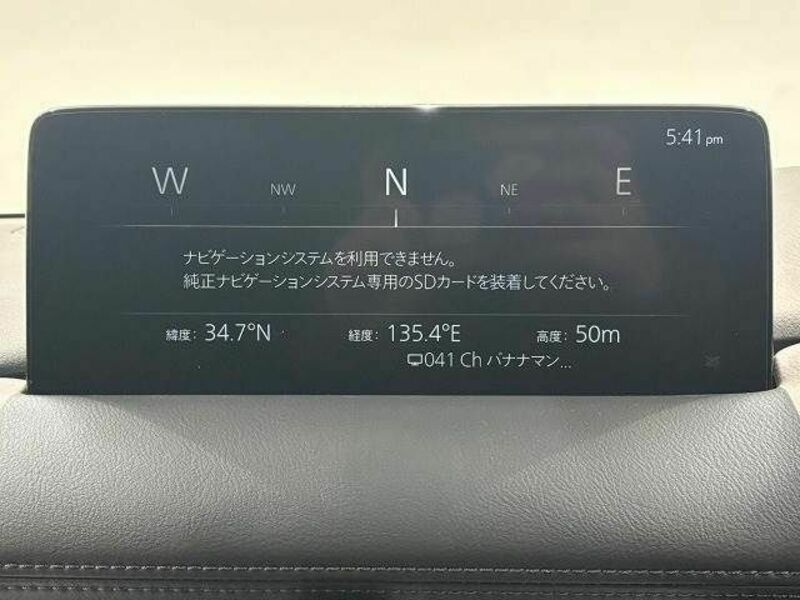 5:41 pm
W NW N NE E
ナビゲーションシステムを利用できません。
純正ナビゲーションシステム専用のSDカードを装着してください。
緯度: 34.7°N 経度: 135.4°E 高度: 50m
041 Ch バナナマン...